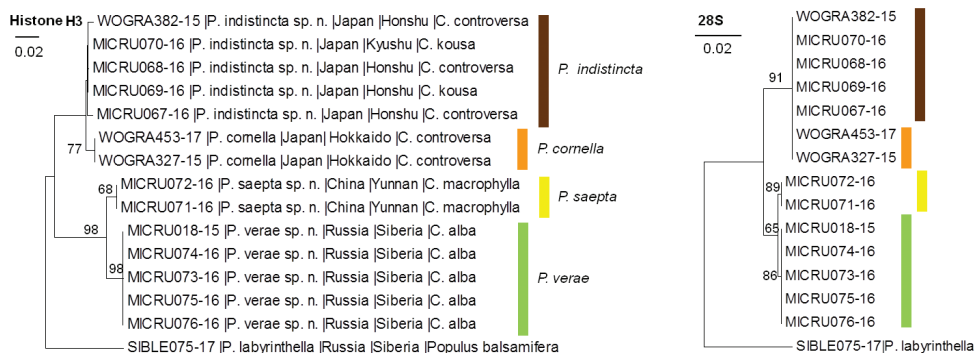 Histone H3
0.02
WOGRA382-15 |P. indistincta sp. n. |Japan |Honshu |C. controversa
MICRU070-16 |P. indistincta sp. n. |Japan |Kyushu |C. kousa
MICRU068-16 |P. indistincta sp. n. |Japan |Honshu |C. controversa
MICRU069-16 |P. indistincta sp. n. |Japan |Honshu |C. kousa
MICRU067-16 |P. indistincta sp. n. |Japan |Honshu |C. controversa
WOGRA453-17 |P. cornella |Japan| Hokkaido |C. controversa
WOGRA327-15 |P. cornella |Japan| Hokkaido |C. controversa
MICRU072-16 |P. saepta sp. n. |China |Yunnan |C. macrophylla
MICRU071-16 |P. saepta sp. n. |China |Yunnan |C. macrophylla
MICRU018-15 |P. verae sp. n. |Russia |Siberia |C. alba
MICRU074-16 |P. verae sp. n. |Russia |Siberia |C. alba
MICRU073-16 |P. verae sp. n. |Russia |Siberia |C. alba
MICRU075-16 |P. verae sp. n. |Russia |Siberia |C. alba
MICRU076-16 |P. verae sp. n. |Russia |Siberia |C. alba
SIBLE075-17 |P. labyrinthella |Russia |Siberia |Populus balsamifera
77
68
98
98
P. indistincta
P. cornella
P. saepta
P. verae
28S
0.02
WOGRA382-15
MICRU070-16
MICRU068-16
MICRU069-16
MICRU067-16
WOGRA453-17
WOGRA327-15
MICRU072-16
MICRU071-16
MICRU018-15
MICRU074-16
MICRU073-16
MICRU075-16
MICRU076-16
SIBLE075-17|P. labyrinthella
91
89
65
86